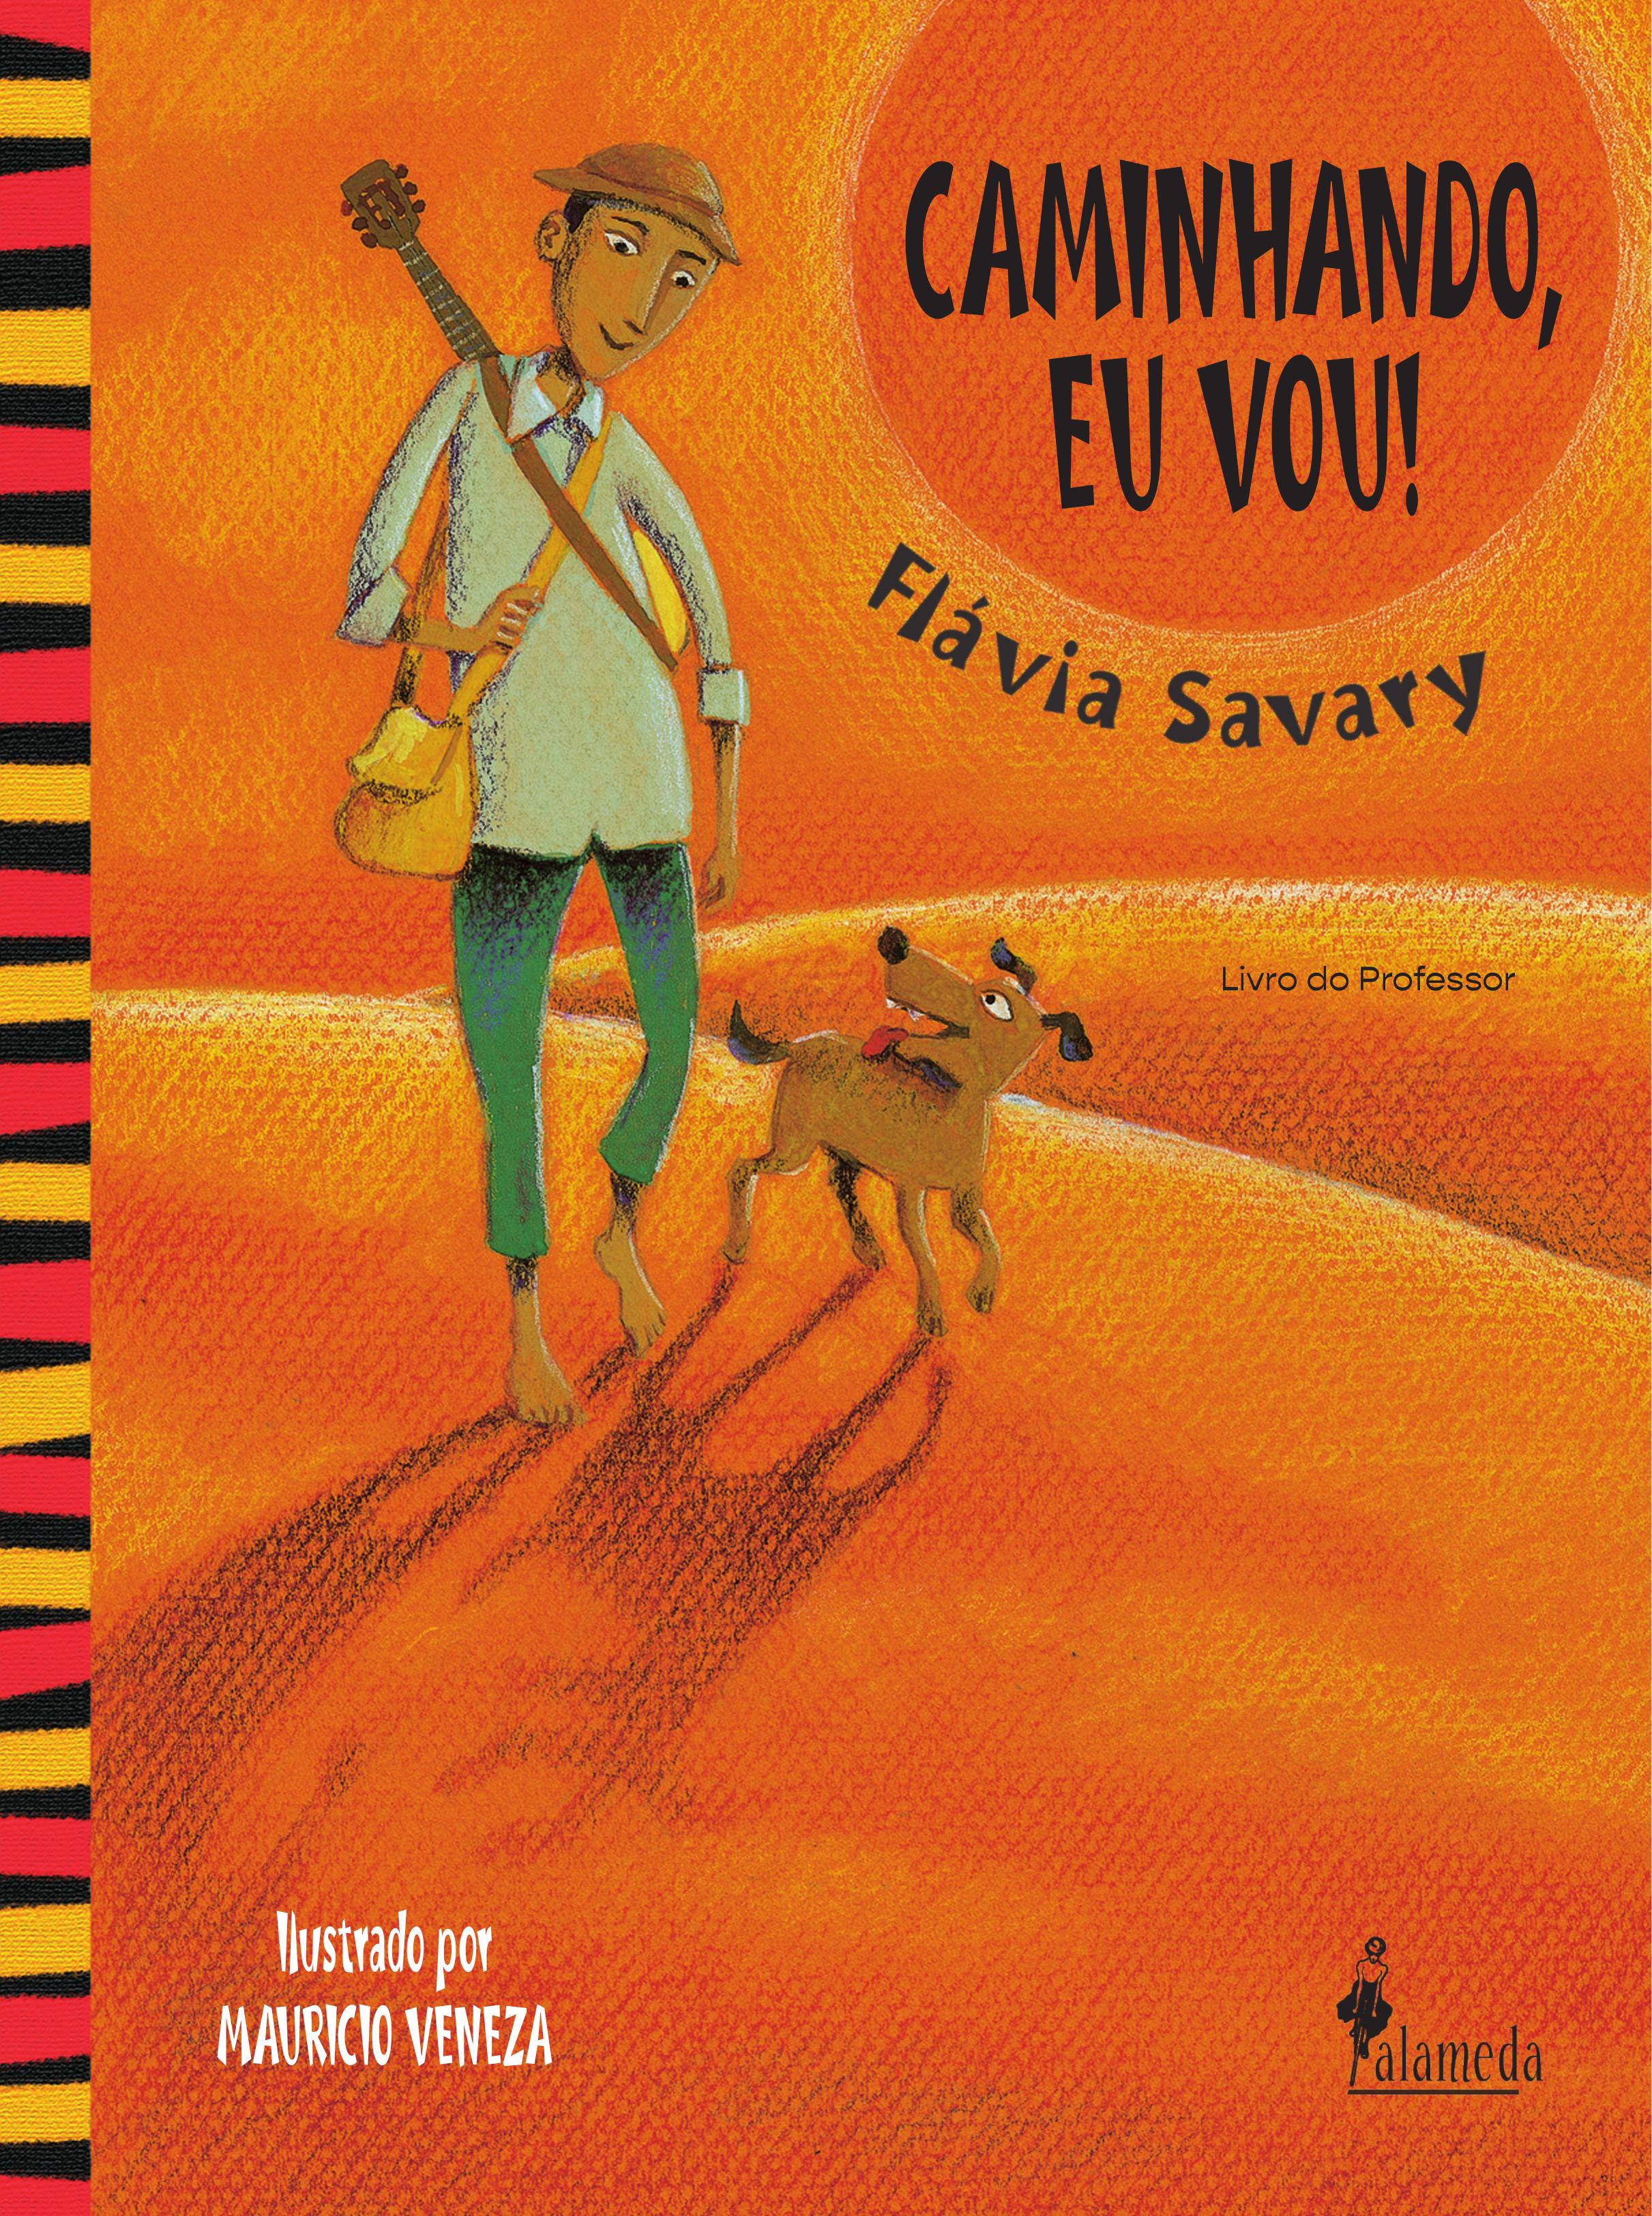 CAMINHANDO,
EU VOU!
Flávia Savary
Livro do Professor
Ilustrado por
MAURICIO VENEZA
alameda